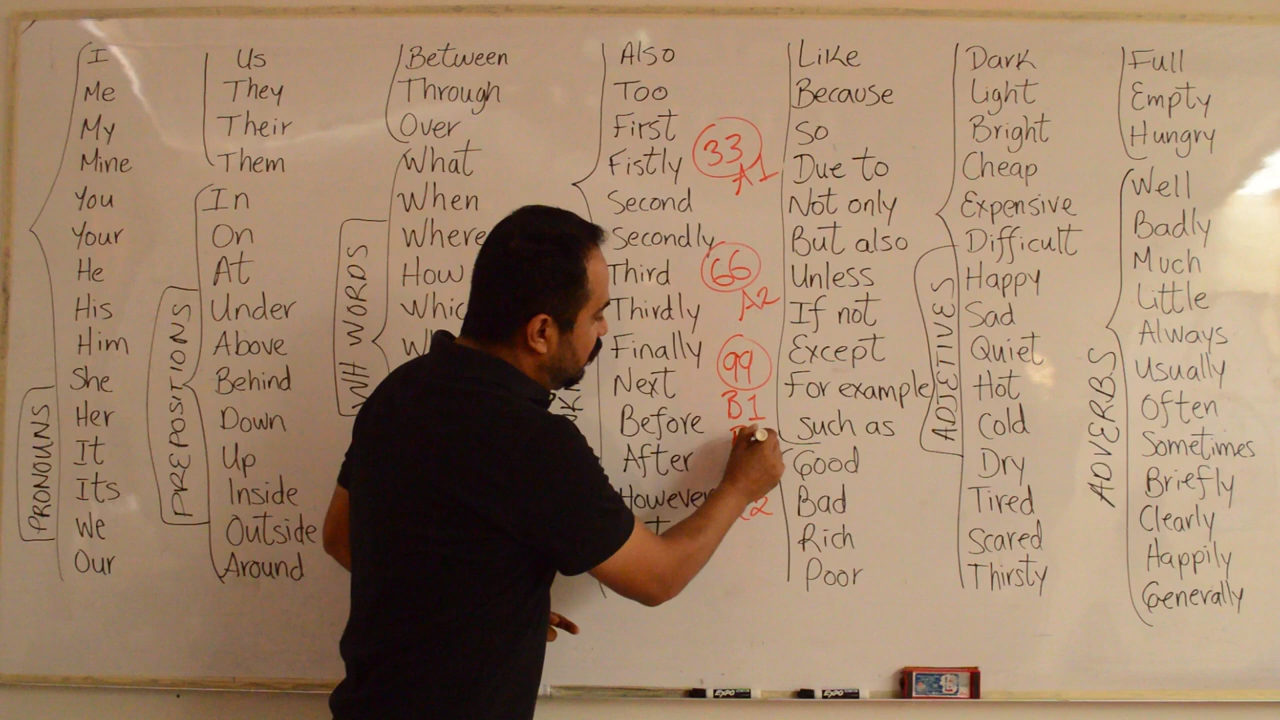 PRONOUNS
I
Me
My
Mine
You
Your
He
His
Him
She
Her
It
Its
We
Our
Us
They
Their
Them
PREPOSITIONS
In
On
At
Under
Above
Behind
Down
Up
Inside
Outside
Around
Between
Through
Over
WH WORDS
What
When
Where
How
Also
Too
First
Fistly
Second
Secondly
Third
Thirdly
Finally
Next
Before
After
However
33
A1
66
A2
99
B1
Like
Because
So
Due to
Not only
But also
Unless
If not
Except
For example
such as
Good
Bad
Rich
Poor
ADJETIVES
Dark
Light
Bright
Cheap
Expensive
Difficult
Happy
Sad
Quiet
Hot
Cold
Dry
Tired
Scared
Thirsty
Full
Empty
Hungry
ADVERBS
Well
Badly
Much
Little
Always
Usually
Often
Sometimes
Briefly
Clearly
Happily
Generally
EXPO
EXPO